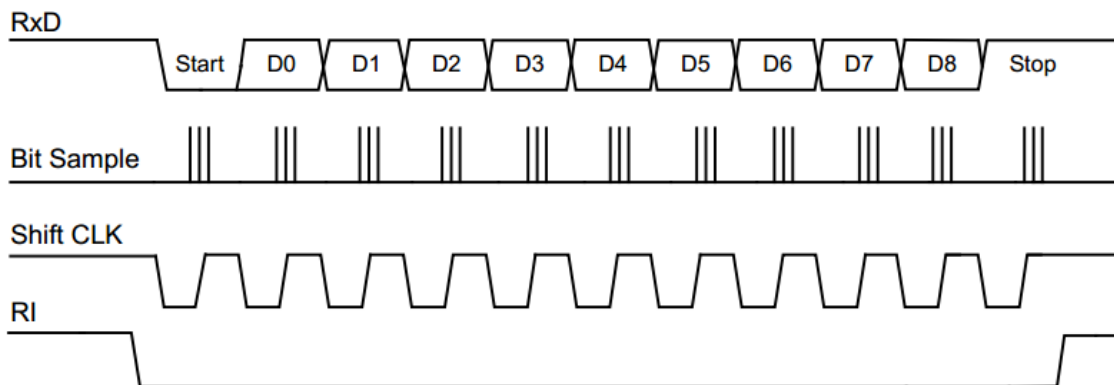 RxD
Start D0 D1 D2 D3 D4 D5 D6 D7 D8 Stop
Bit Sample
Shift CLK
RI